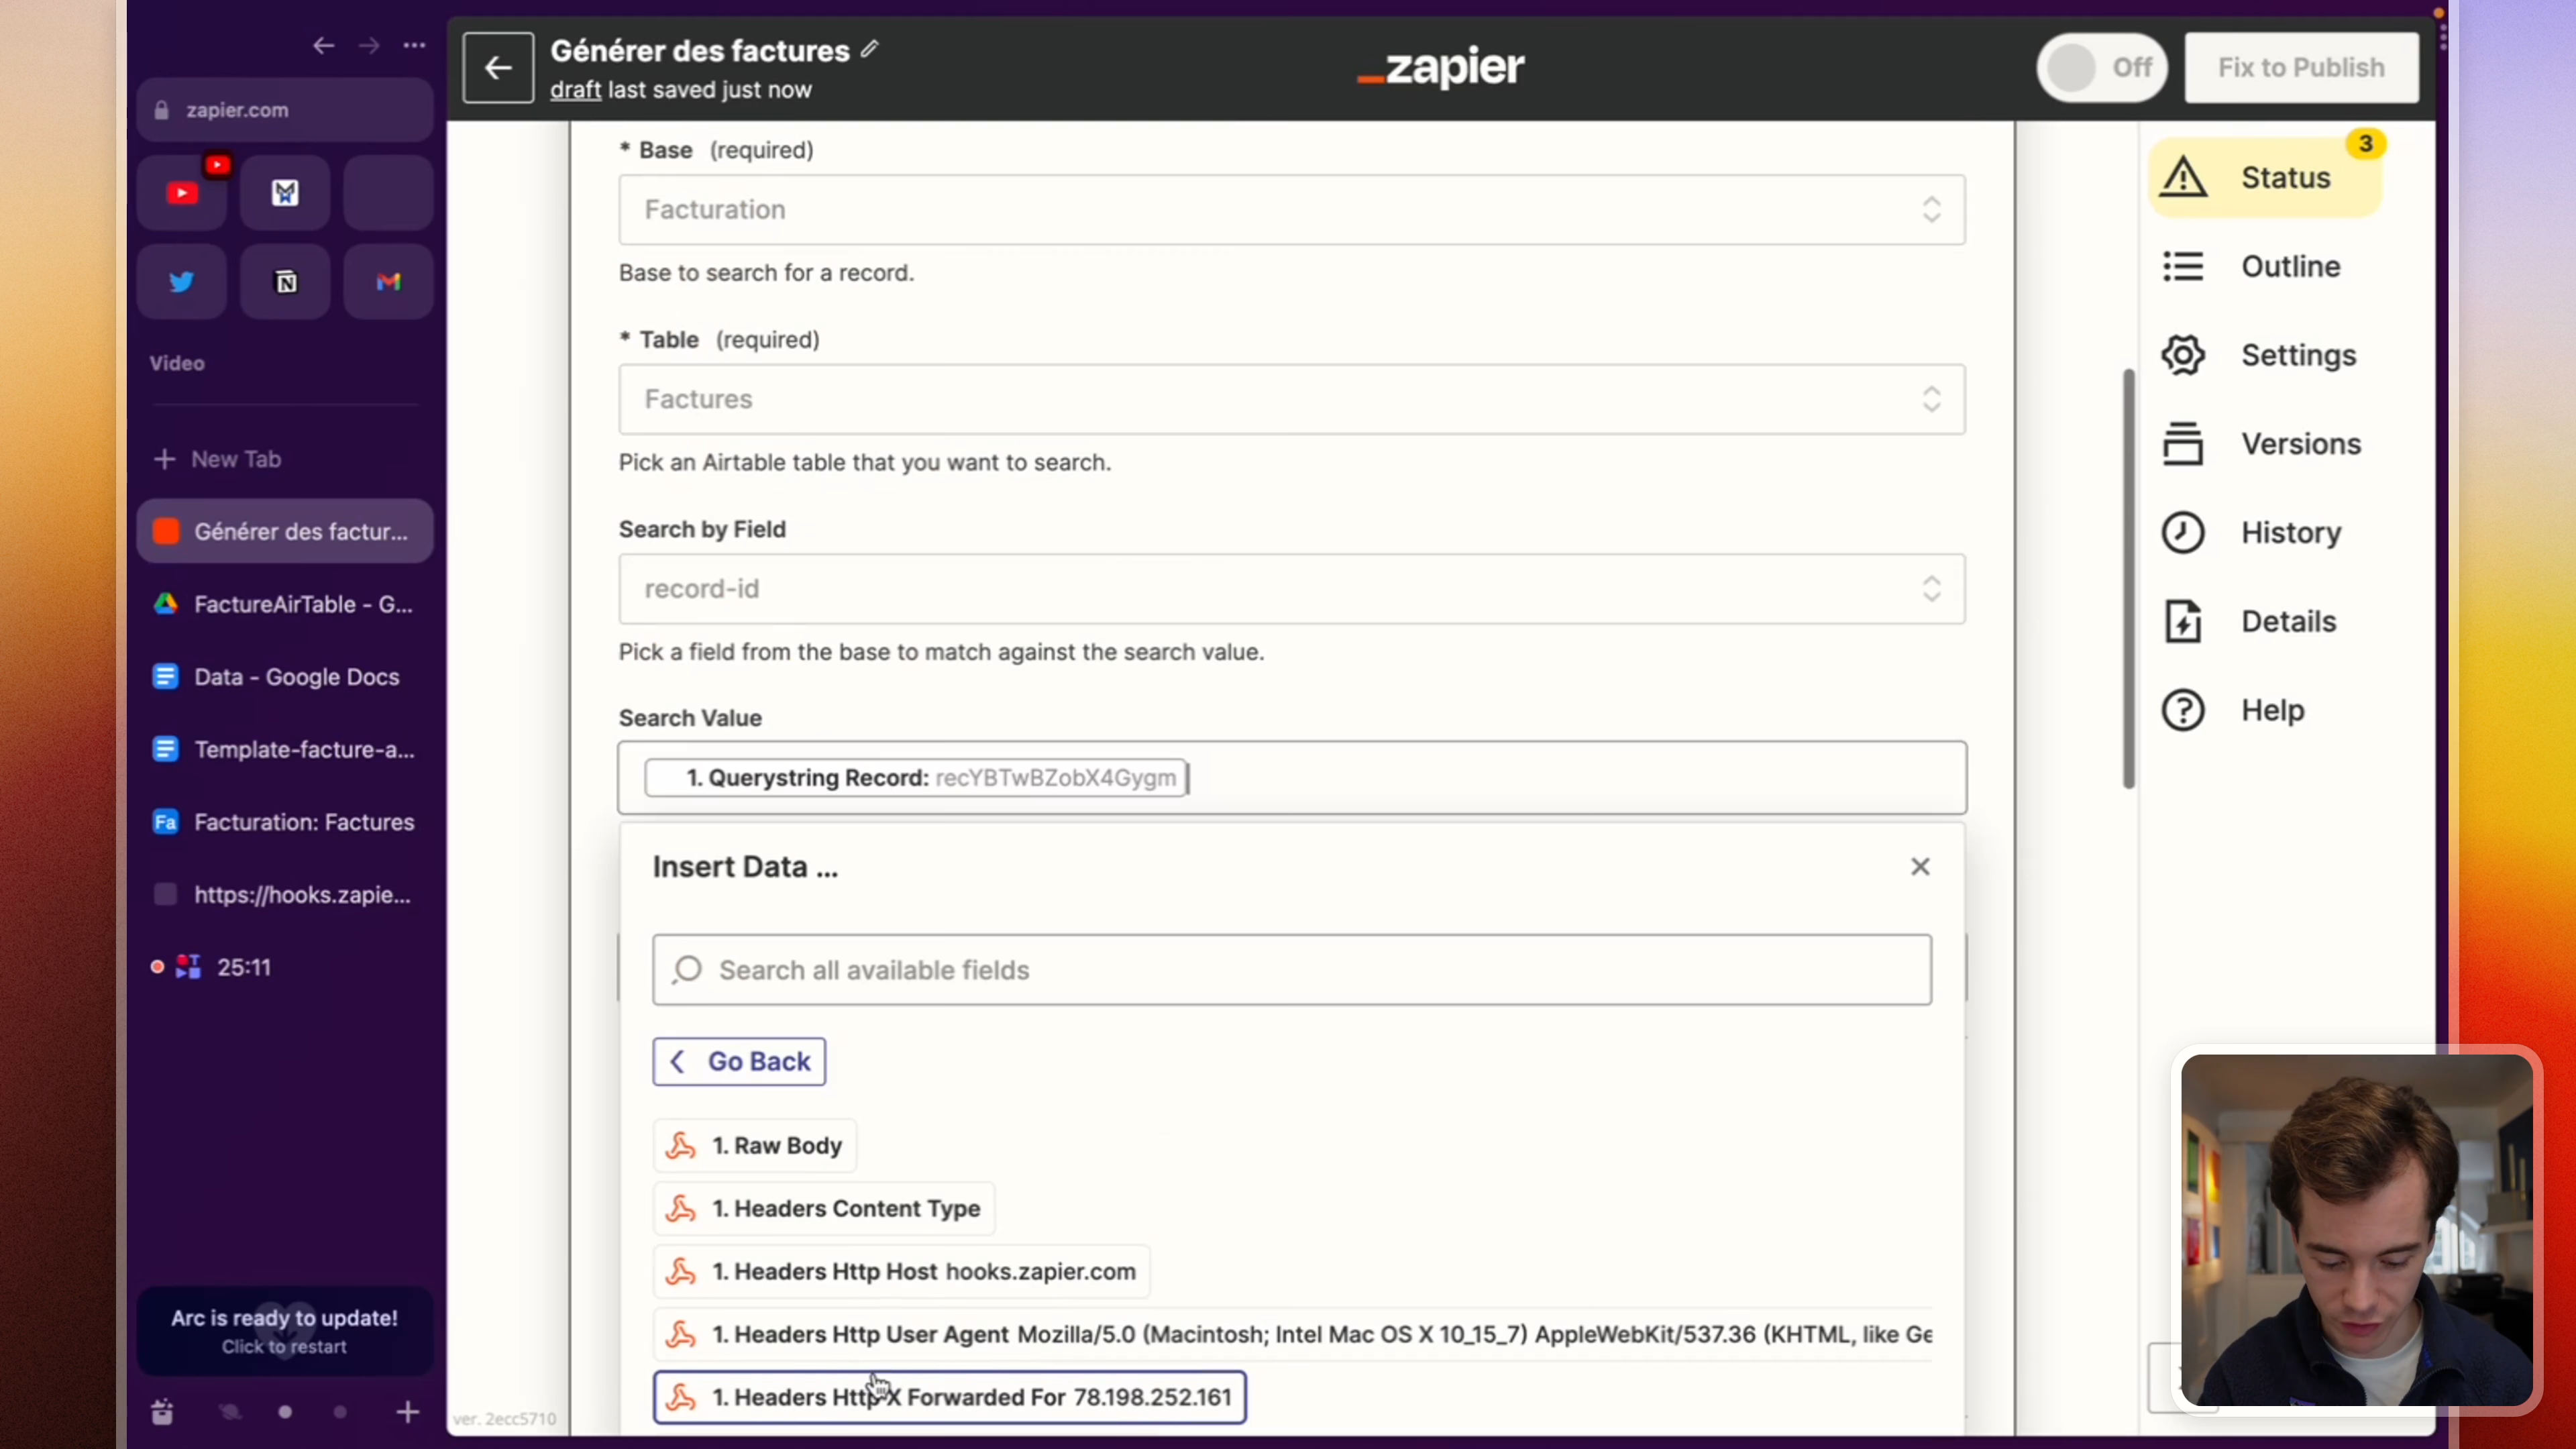 Générer des factures
draft last saved just now
zapier
Off
Fix to Publish
zapier.com
Video
New Tab
Générer des factur...
FactureAirTable - G...
Data - Google Docs
Template-facture-a...
Fa
Facturation: Factures
https://hooks.zapie...
25:11
Arc is ready to update!
Click to restart
* Base (required)
Facturation
Base to search for a record.
* Table (required)
Factures
Pick an Airtable table that you want to search.
Search by Field
record-id
Pick a field from the base to match against the search value.
Search Value
1. Querystring Record: recYBTwBZobX4Gygm
Insert Data ...
Search all available fields
Go Back
1. Raw Body
1. Headers Content Type
1. Headers Http Host hooks.zapier.com
1. Headers Http User Agent Mozilla/5.0 (Macintosh; Intel Mac OS X 10_15_7) AppleWebKit/537.36 (KHTML, like Ge
1. Headers Http X Forwarded For 78.198.252.161
ver. 2ecc5710
3
Status
Outline
Settings
Versions
History
Details
Help